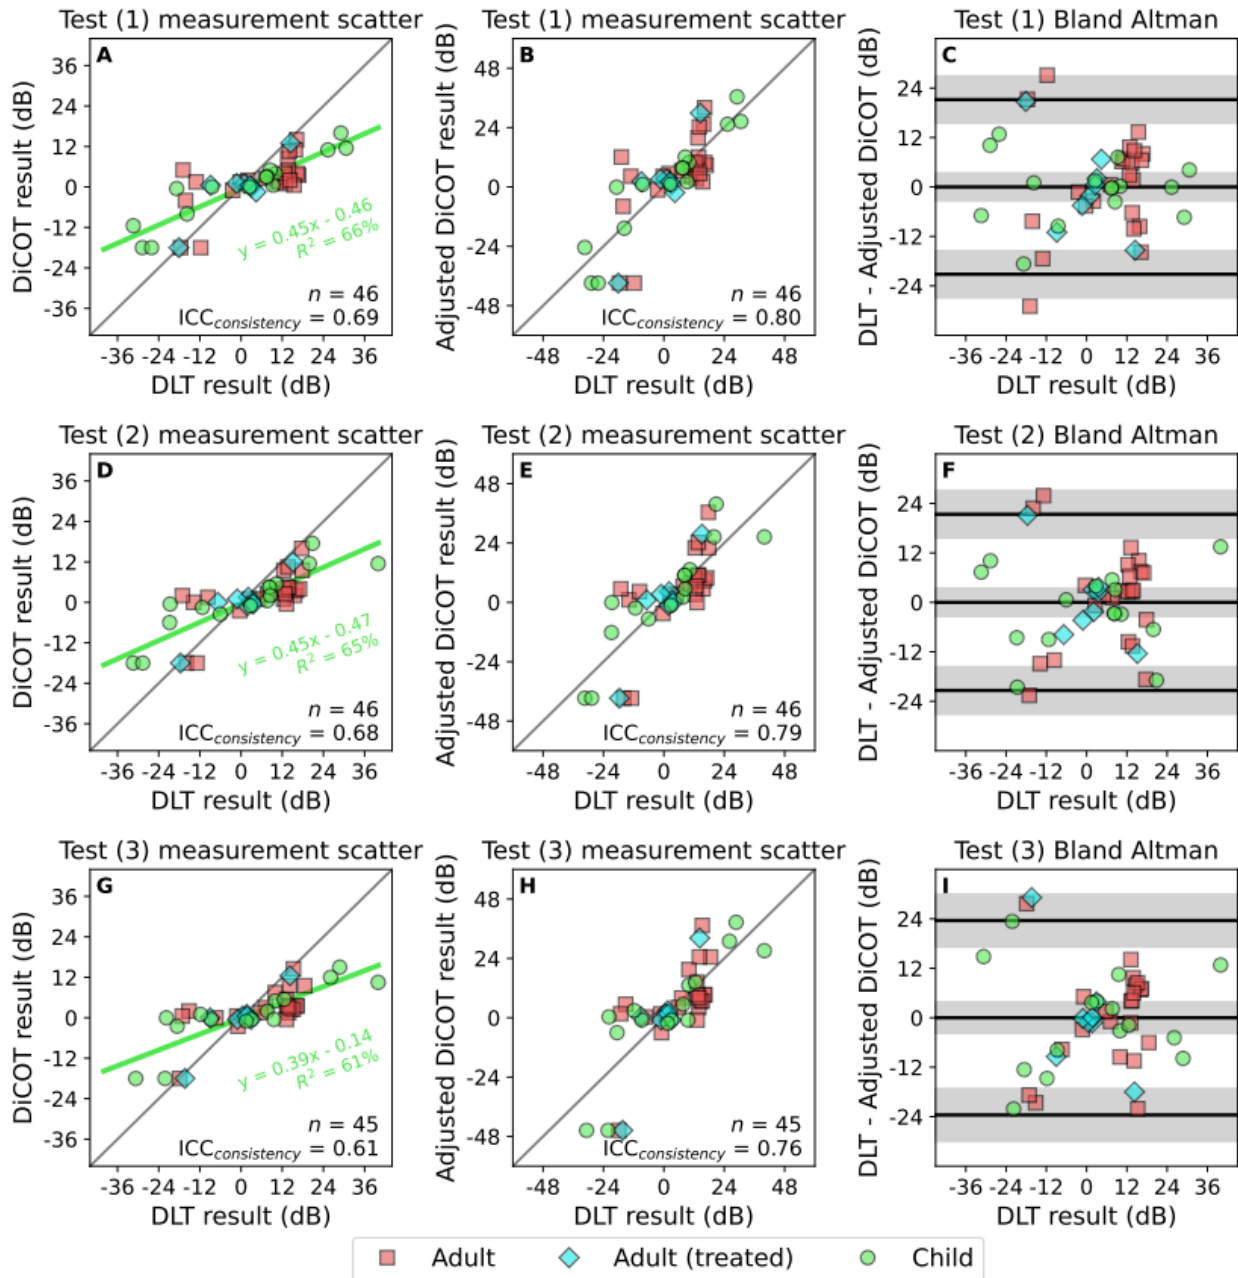 Test (1) measurement scatter
Test (1) measurement scatter
Test (1) Bland Altman
A
DiCOT result (dB)
36
24
12
0
-12
-24
-36
y = 0.45x - 0.46
R² = 66%
n = 46
ICCconsistency = 0.69
-36 -24 -12 0 12 24 36
DLT result (dB)
B
Adjusted DiCOT result (dB)
48
24
0
-24
-48
n = 46
ICCconsistency = 0.80
-48 -24 0 24 48
DLT result (dB)
C
DLT - Adjusted DiCOT (dB)
24
12
0
-12
-24
-36 -24 -12 0 12 24 36
DLT result (dB)
Test (2) measurement scatter
Test (2) measurement scatter
Test (2) Bland Altman
D
DiCOT result (dB)
36
24
12
0
-12
-24
-36
y = 0.45x - 0.47
R² = 65%
n = 46
ICCconsistency = 0.68
-36 -24 -12 0 12 24 36
DLT result (dB)
E
Adjusted DiCOT result (dB)
48
24
0
-24
-48
n = 46
ICCconsistency = 0.79
-48 -24 0 24 48
DLT result (dB)
F
DLT - Adjusted DiCOT (dB)
24
12
0
-12
-24
-36 -24 -12 0 12 24 36
DLT result (dB)
Test (3) measurement scatter
Test (3) measurement scatter
Test (3) Bland Altman
G
DiCOT result (dB)
36
24
12
0
-12
-24
-36
y = 0.39x - 0.14
R² = 61%
n = 45
ICCconsistency = 0.61
-36 -24 -12 0 12 24 36
DLT result (dB)
H
Adjusted DiCOT result (dB)
48
24
0
-24
-48
n = 45
ICCconsistency = 0.76
-48 -24 0 24 48
DLT result (dB)
I
DLT - Adjusted DiCOT (dB)
24
12
0
-12
-24
-36 -24 -12 0 12 24 36
DLT result (dB)
Adult
Adult (treated)
Child